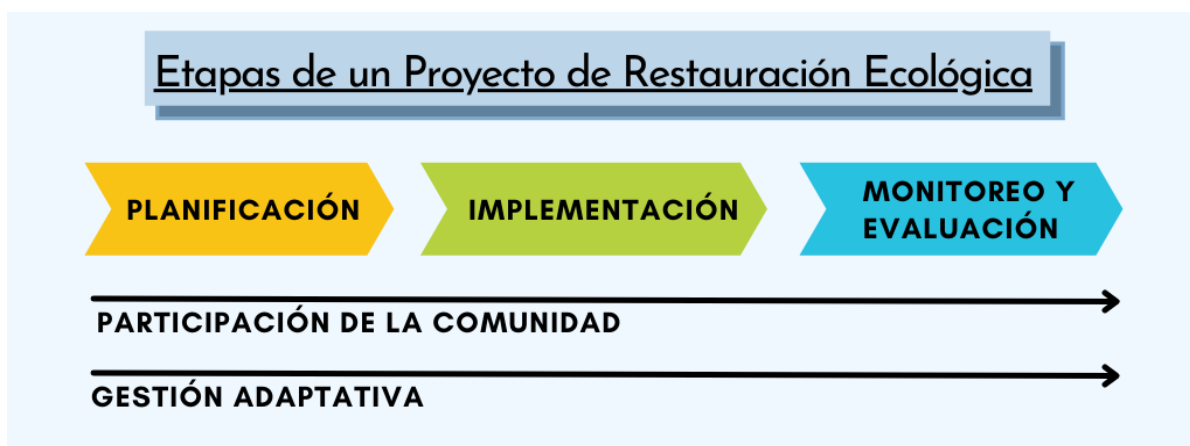 Etapas de un Proyecto de Restauración Ecológica
PLANIFICACIÓN
IMPLEMENTACIÓN
MONITOREO Y
EVALUACIÓN
PARTICIPACIÓN DE LA COMUNIDAD
GESTIÓN ADAPTATIVA